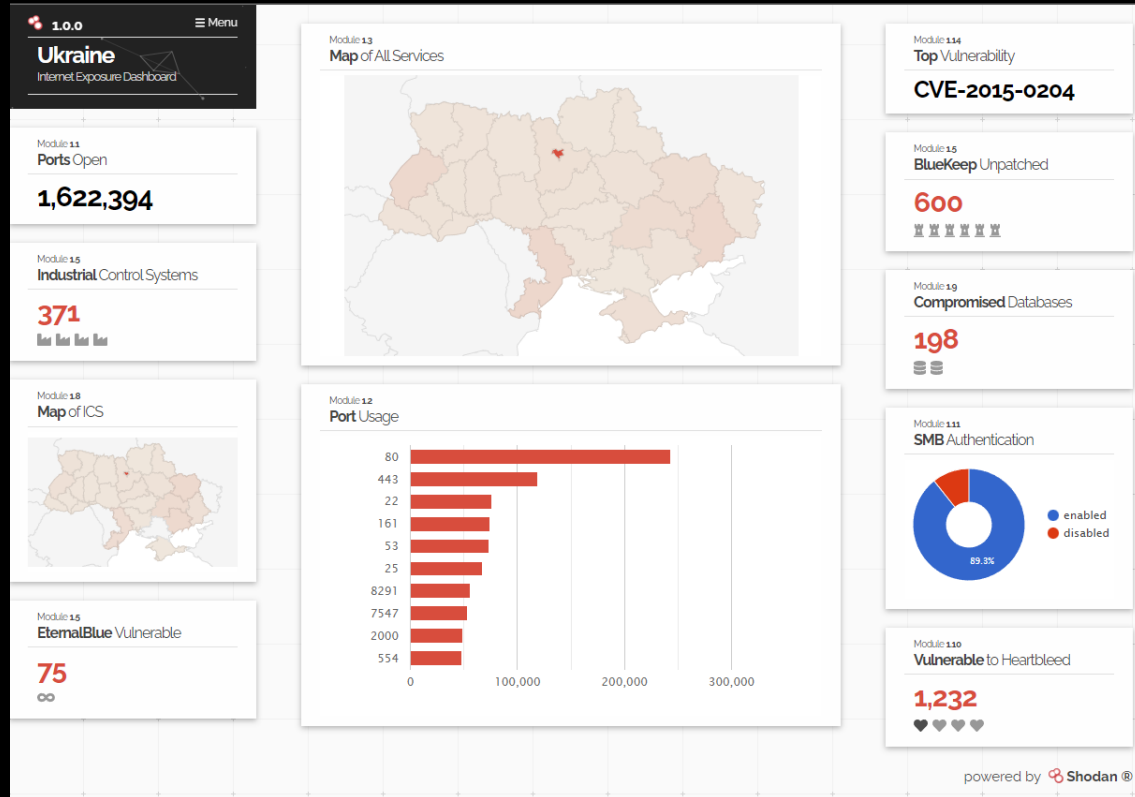 1.0.0
☰ Menu
Ukraine
Internet Exposure Dashboard
Module 1.1
Ports Open
1,622,394
Module 1.5
Industrial Control Systems
371
Module 1.8
Map of ICS
Module 1.5
EternalBlue Vulnerable
75
Module 1.3
Map of All Services
Module 1.2
Port Usage
80
443
22
161
53
25
8291
7547
2000
554
0 100,000 200,000 300,000
Module 1.14
Top Vulnerability
CVE-2015-0204
Module 1.5
BlueKeep Unpatched
600
Module 1.9
Compromised Databases
198
Module 1.11
SMB Authentication
enabled
disabled
89.3%
Module 1.10
Vulnerable to Heartbleed
1,232
powered by Shodan ®